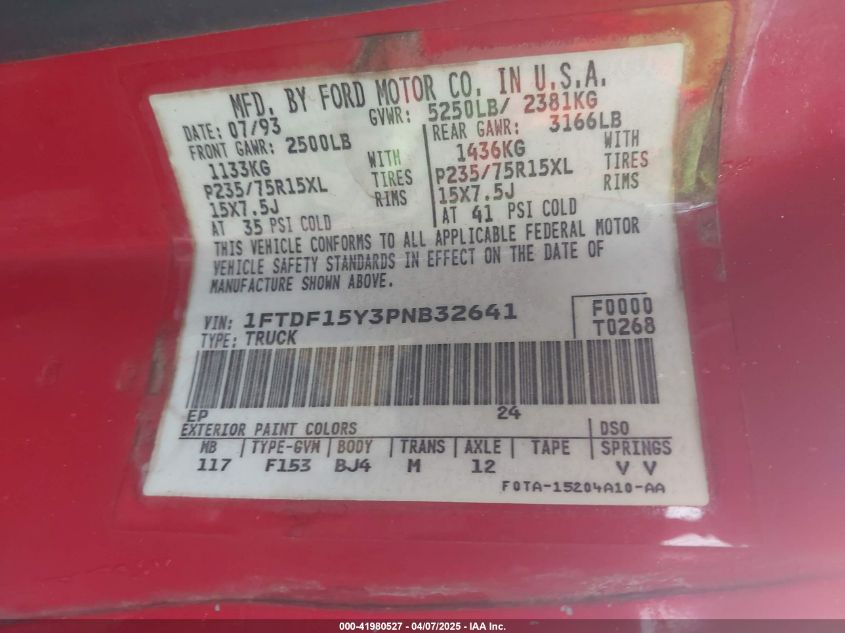 MFD. BY FORD MOTOR CO. IN U.S.A.
DATE: 07/93 GVWR: 5250LB/ 2381KG
FRONT GAWR: 2500LB REAR GAWR: 3166LB
1133KG WITH 1436KG WITH
P235/75R15XL TIRES P235/75R15XL TIRES
15X7.5J RIMS 15X7.5J RIMS
AT 35 PSI COLD AT 41 PSI COLD
THIS VEHICLE CONFORMS TO ALL APPLICABLE FEDERAL MOTOR
VEHICLE SAFETY STANDARDS IN EFFECT ON THE DATE OF
MANUFACTURE SHOWN ABOVE.
VIN: 1FTDF15Y3PNB32641 F0000
TYPE: TRUCK T0268
EP 24
EXTERIOR PAINT COLORS DSO
WB TYPE-GVW BODY TRANS AXLE TAPE SPRINGS
117 F153 BJ4 M 12 V V
F0TA-15204A10-AA
000-41980527 - 04/07/2025 - IAA Inc.